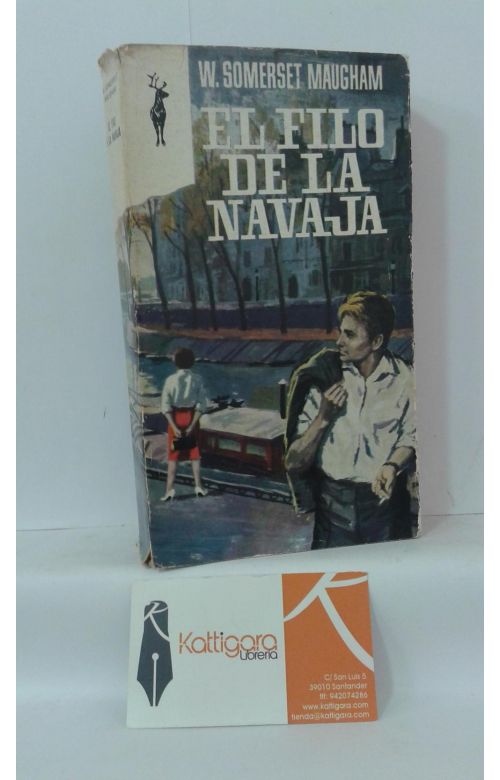 W. SOMERSET MAUGHAM
EL FILO
DE LA
NAVAJA
Kattigara
Librería
C/ San Luis 5
39010 Santander
tlf: 942074286
www.kattigara.com
tienda@kattigara.com